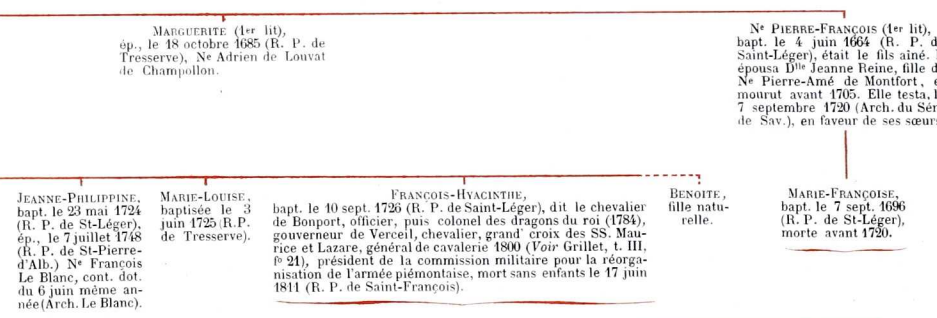 MARGUERITE (1er lit),
ép., le 18 octobre 1685 (R. P. de
Tresserve), Ne Adrien de Louvat
de Champollon.
Ne PIERRE-FRANÇOIS (1er lit),
bapt. le 4 juin 1664 (R. P. d
Saint-Léger), était le fils aîné.
épousa Dlle Jeanne Reine, fille d
Ne Pierre-Amé de Montfort, e
mourut avant 1705. Elle testa, l
7 septembre 1720 (Arch. du Sén
de Sav.), en faveur de ses sœurs
JEANNE-PHILIPPINE,
bapt. le 23 mai 1724
(R. P. de St-Léger),
ép., le 7 juillet 1748
(R. P. de St-Pierre-
d'Alb.) Ne François
Le Blanc, cont. dot.
du 6 juin même an-
née (Arch. Le Blanc).
MARIE-LOUISE,
baptisée le 3
juin 1725 (R. P.
de Tresserve).
FRANÇOIS-HYACINTHE,
bapt. le 10 sept. 1726 (R. P. de Saint-Léger), dit le chevalier
de Bonport, officier, puis colonel des dragons du roi (1784),
gouverneur de Verceil, chevalier, grand' croix des SS. Mau-
rice et Lazare, général de cavalerie 1800 (Voir Grillet, t. III,
fo 21), président de la commission militaire pour la réorga-
nisation de l'armée piémontaise, mort sans enfants le 17 juin
1811 (R. P. de Saint-François).
BENOITE,
fille natu-
relle.
MARIE-FRANÇOISE,
bapt. le 7 sept. 1696
(R. P. de St-Léger),
morte avant 1720.